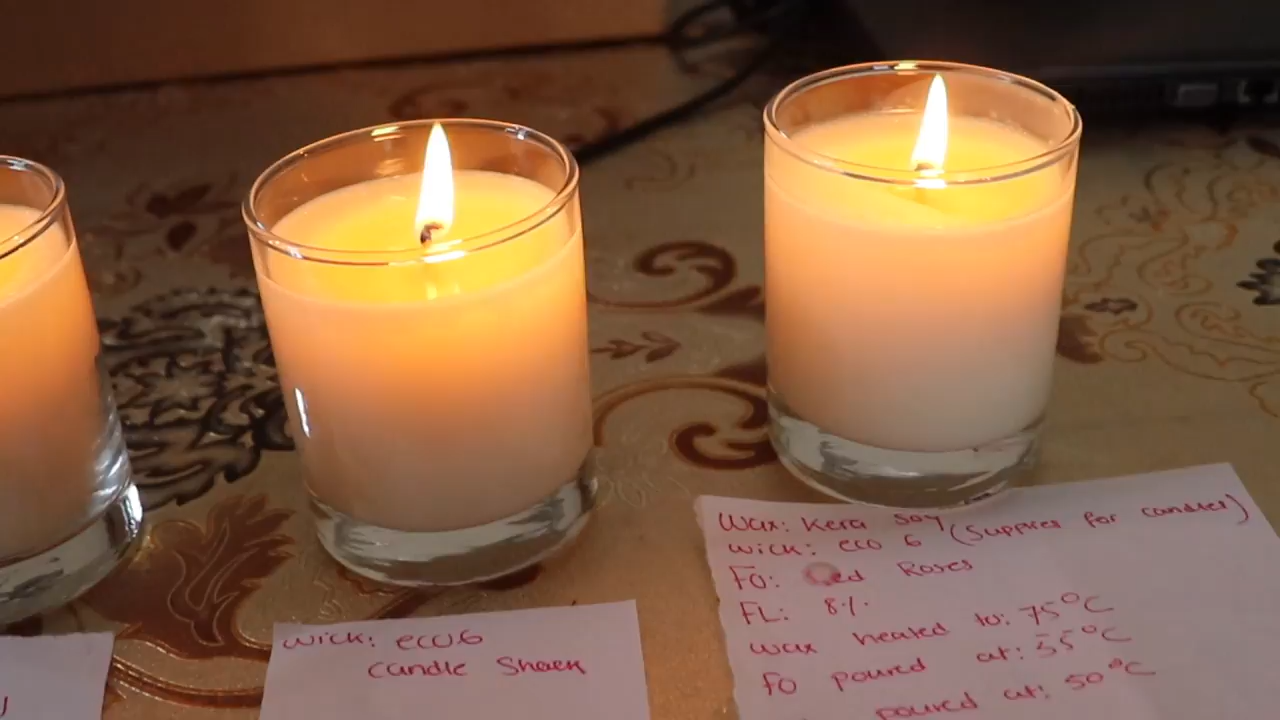 wick: eco6
Candle Shack
Wax: Kera Soy
wick: eco 6 (Supplies for candles)
FO: Red Roses
FL: 8%
wax heated to: 75°C
FO poured at: 55°C
poured at: 50°C